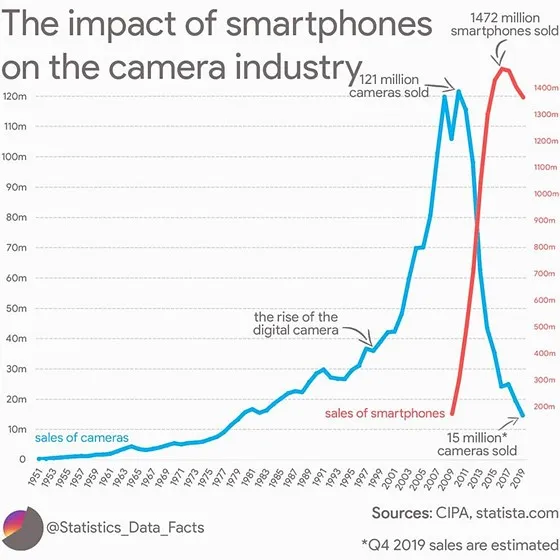 The impact of smartphones
on the camera industry
1472 million
smartphones sold
121 million
cameras sold
120m
110m
100m
90m
80m
70m
60m
50m
40m
30m
20m
10m
0
1400m
1300m
1200m
1100m
1000m
900m
800m
700m
600m
500m
400m
300m
200m
the rise of the
digital camera
sales of smartphones
sales of cameras
15 million*
cameras sold
1951 1953 1955 1957 1959 1961 1963 1965 1967 1969 1971 1973 1975 1977 1979 1981 1983 1985 1987 1989 1991 1993 1995 1997 1999 2001 2003 2005 2007 2009 2011 2013 2015 2017 2019
@Statistics_Data_Facts
Sources: CIPA, statista.com
*Q4 2019 sales are estimated